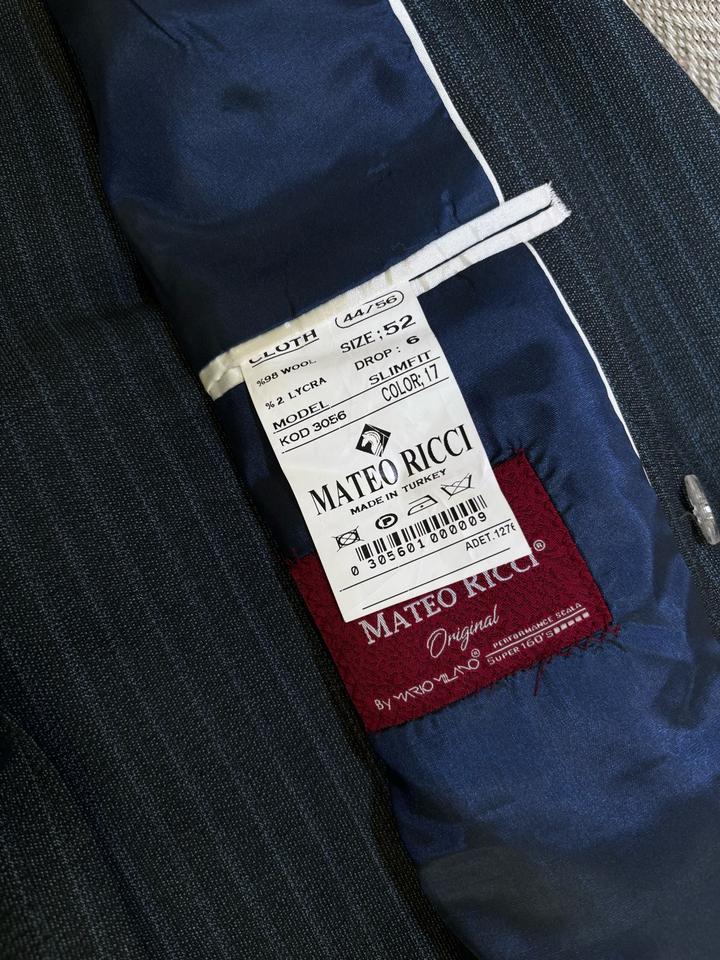 CLOTH
44/56
%98 WOOL
SIZE; 52
%2 LYCRA
DROP: 6
MODEL
SLIMFIT
KOD 3056
COLOR; 17
MATEO RICCI
MADE IN TURKEY
P
0 305601 000009
ADET.1276
MATEO RICCI®
Original
PERFORMANCE SCALA
SUPER 160'S
By MARIO MILANO®